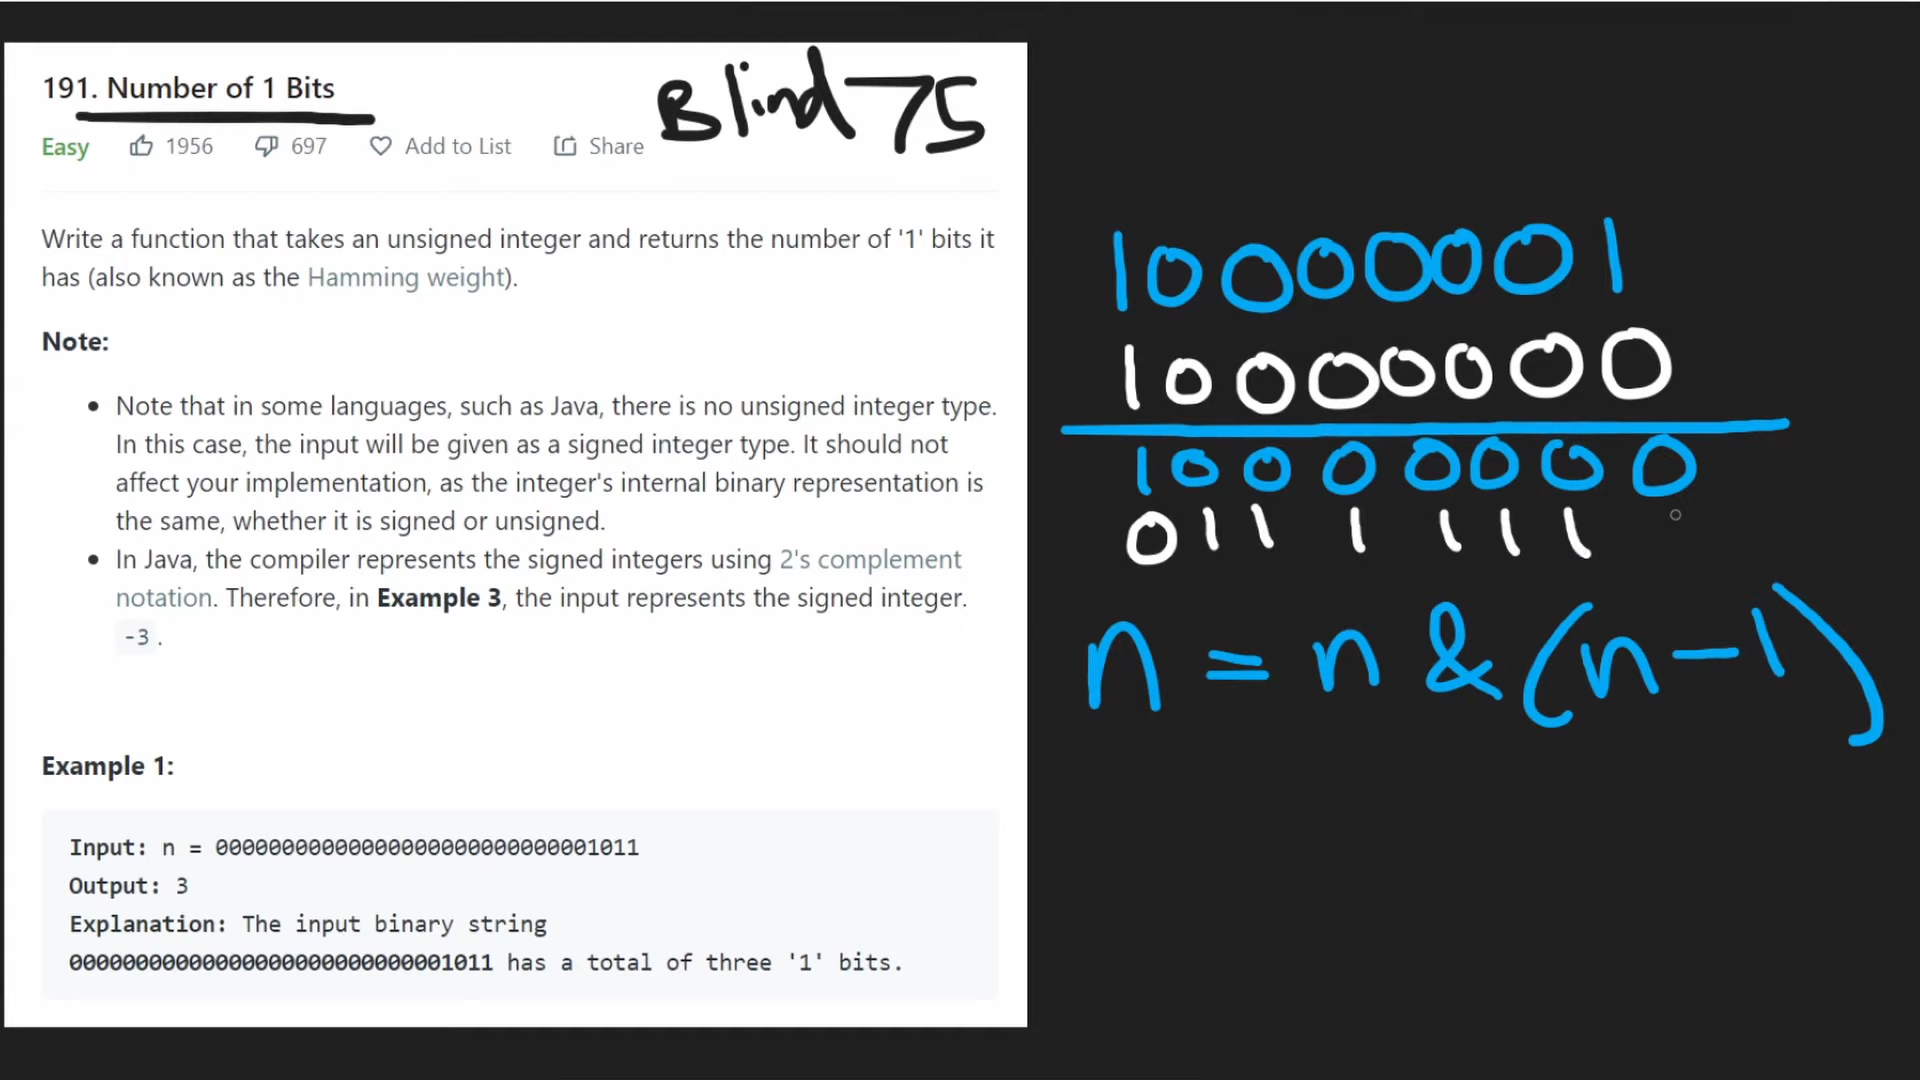 191. Number of 1 Bits
Blind 75
Easy 1956 697 Add to List Share
Write a function that takes an unsigned integer and returns the number of '1' bits it
has (also known as the Hamming weight).
Note:
• Note that in some languages, such as Java, there is no unsigned integer type.
In this case, the input will be given as a signed integer type. It should not
affect your implementation, as the integer's internal binary representation is
the same, whether it is signed or unsigned.
• In Java, the compiler represents the signed integers using 2's complement
notation. Therefore, in Example 3, the input represents the signed integer.
-3.
Example 1:
Input: n = 00000000000000000000000000001011
Output: 3
Explanation: The input binary string
00000000000000000000000000001011 has a total of three '1' bits.
10000001
10000000
10000000
0111111
n = n & (n-1)